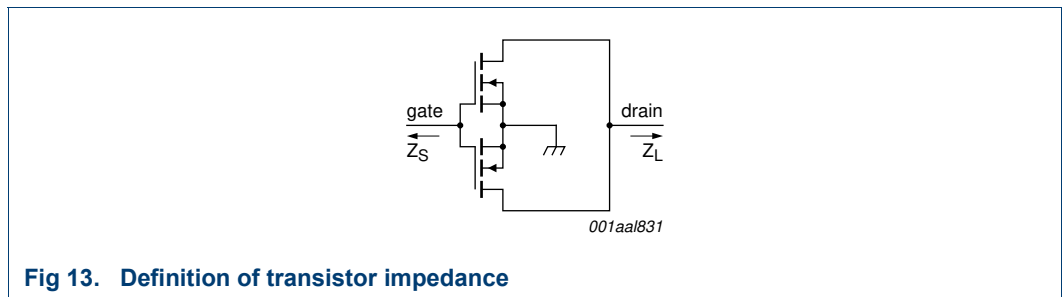 gate
Z_S
drain
Z_L
001aal831
Fig 13. Definition of transistor impedance